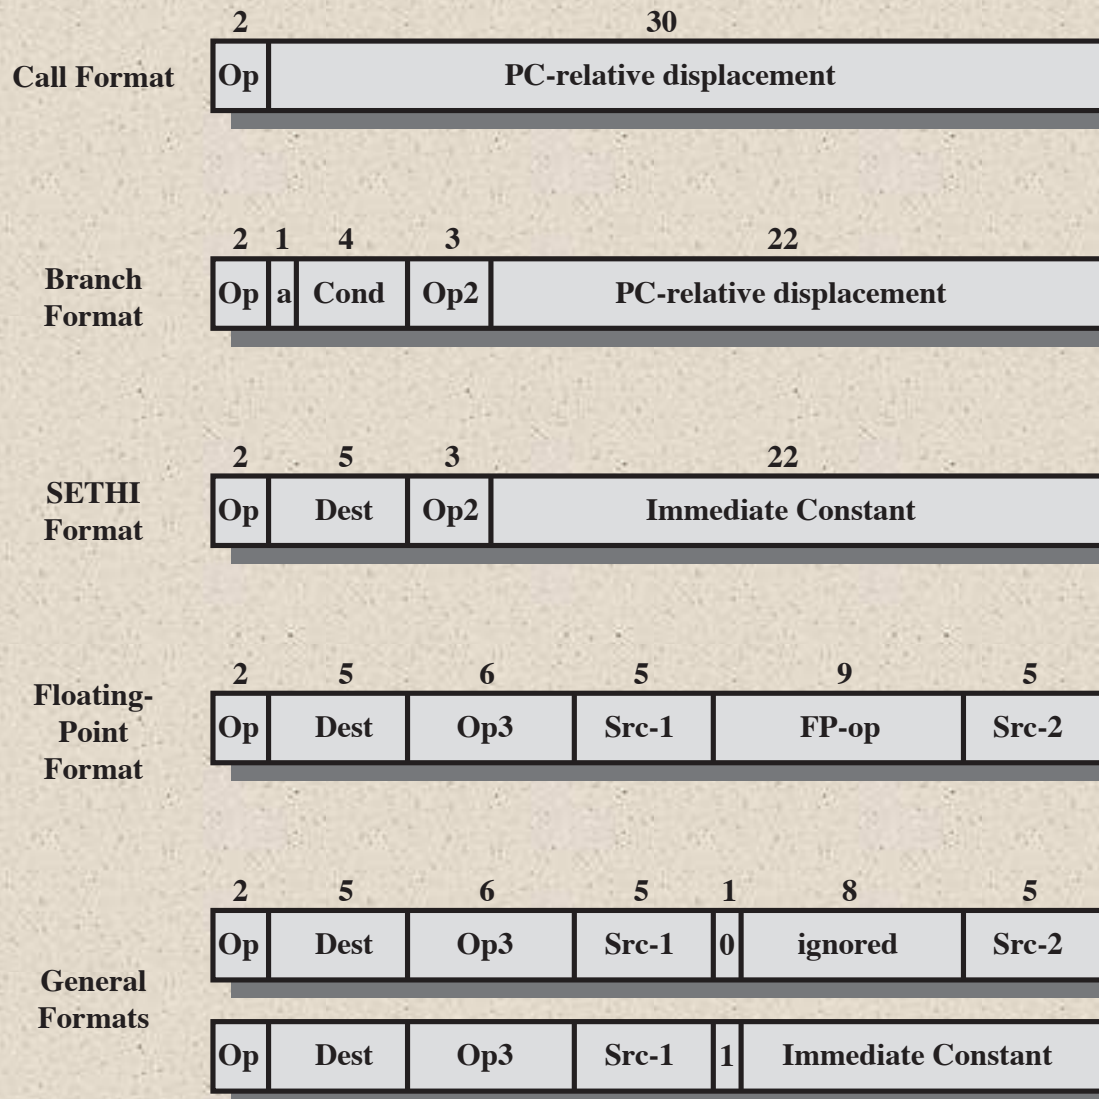 2 30
Call Format Op PC-relative displacement
2 1 4 3 22
Branch
Format
Op a Cond Op2 PC-relative displacement
2 5 3 22
SETHI
Format
Op Dest Op2 Immediate Constant
2 5 6 5 9 5
Floating-
Point
Format
Op Dest Op3 Src-1 FP-op Src-2
2 5 6 5 1 8 5
Op Dest Op3 Src-1 0 ignored Src-2
General
Formats
Op Dest Op3 Src-1 1 Immediate Constant